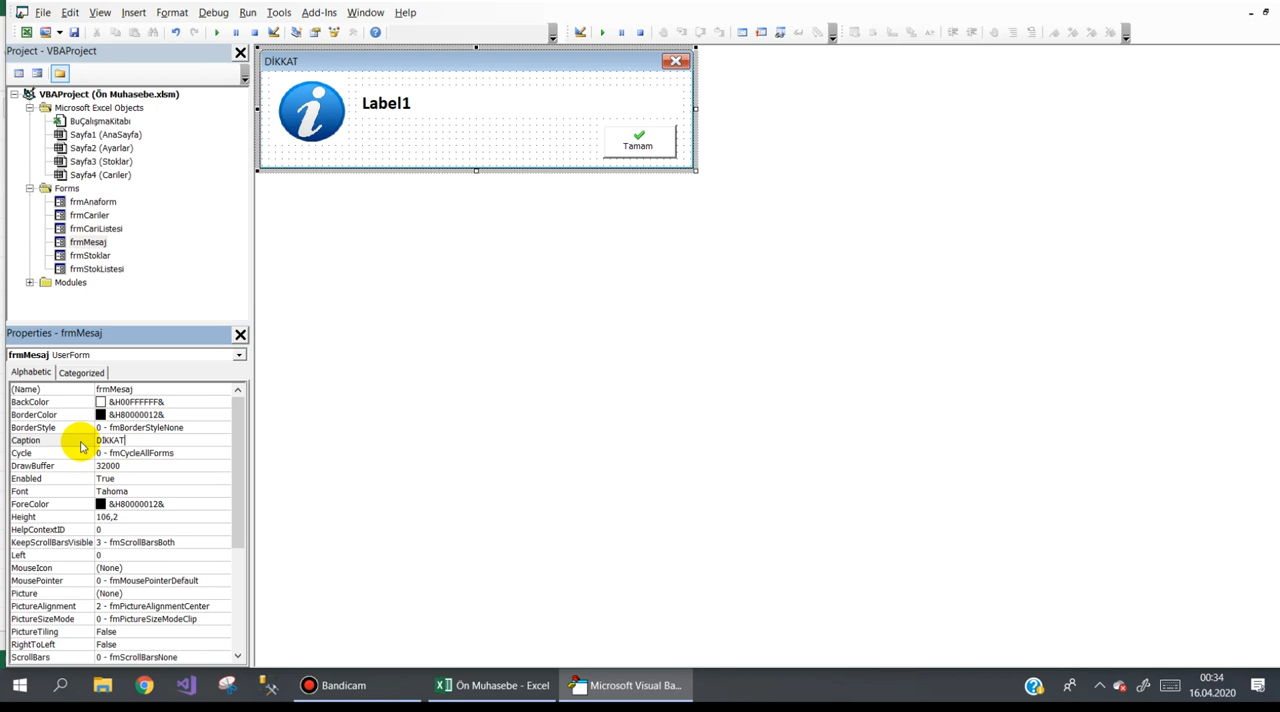 File Edit View Insert Format Debug Run Tools Add-Ins Window Help
Project - VBAProject
VBAProject (Ön Muhasebe.xlsm)
Microsoft Excel Objects
BuÇalışmaKitabı
Sayfa1 (AnaSayfa)
Sayfa2 (Ayarlar)
Sayfa3 (Stoklar)
Sayfa4 (Cariler)
Forms
frmAnaform
frmCariler
frmCariListesi
frmMesaj
frmStoklar
frmStokListesi
Modules
DİKKAT
Label1
Tamam
Properties - frmMesaj
frmMesaj UserForm
Alphabetic Categorized
(Name) frmMesaj
BackColor &H00FFFFFF&
BorderColor &H80000012&
BorderStyle 0 - fmBorderStyleNone
Caption DİKKAT
Cycle 0 - fmCycleAllForms
DrawBuffer 32000
Enabled True
Font Tahoma
ForeColor &H80000012&
Height 106,2
HelpContextID 0
KeepScrollBarsVisible 3 - fmScrollBarsBoth
Left 0
MouseIcon (None)
MousePointer 0 - fmMousePointerDefault
Picture (None)
PictureAlignment 2 - fmPictureAlignmentCenter
PictureSizeMode 0 - fmPictureSizeModeClip
PictureTiling False
RightToLeft False
ScrollBars 0 - fmScrollBarsNone
Bandicam
Ön Muhasebe - Excel
Microsoft Visual Ba...
00:34
16.04.2020